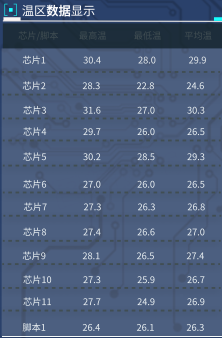 温区数据显示
芯片/脚本 最高温 最低温 平均温
芯片1 30.4 28.0 29.9
芯片2 28.3 22.8 24.6
芯片3 31.6 27.0 30.3
芯片4 29.7 26.0 26.5
芯片5 30.2 28.5 29.3
芯片6 27.0 26.0 26.5
芯片7 27.3 26.3 26.8
芯片8 27.4 26.6 27.0
芯片9 28.1 26.5 27.4
芯片10 27.3 25.9 26.7
芯片11 27.7 24.9 26.9
脚本1 26.4 26.1 26.3